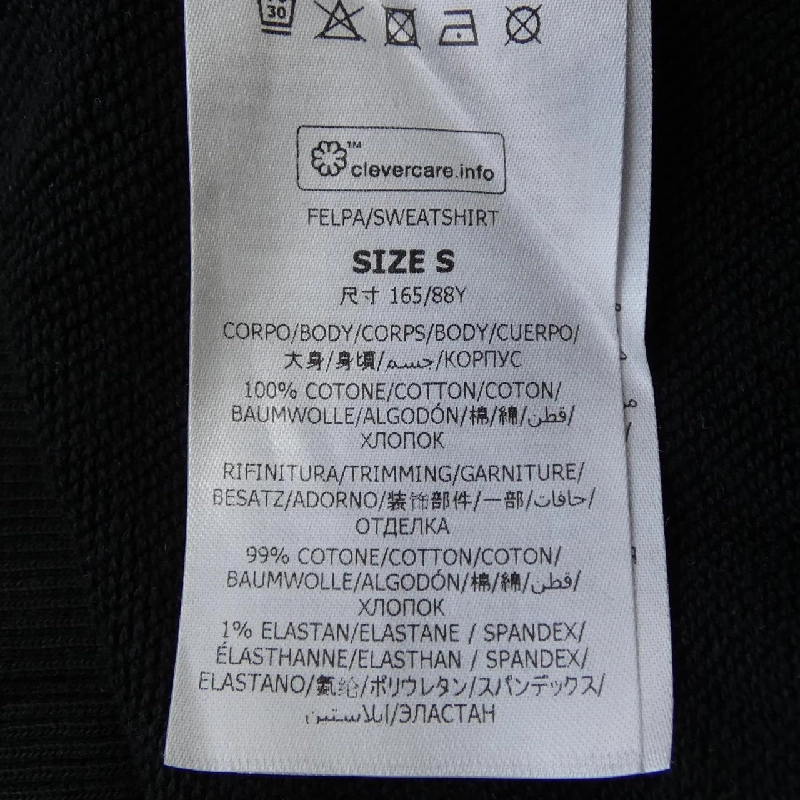 30
™
clevercare.info
FELPA/SWEATSHIRT
SIZE S
尺寸 165/88Y
CORPO/BODY/CORPS/BODY/CUERPO/
大身/身頃/جسم/КОРПУС
100% COTONE/COTTON/COTON/
BAUMWOLLE/ALGODÓN/棉/綿/قطن/
ХЛОПОК
RIFINITURA/TRIMMING/GARNITURE/
BESATZ/ADORNO/装饰部件/一部/حافات/
ОТДЕЛКА
99% COTONE/COTTON/COTON/
BAUMWOLLE/ALGODÓN/棉/綿/قطن/
ХЛОПОК
1% ELASTAN/ELASTANE / SPANDEX/
ÉLASTHANNE/ELASTHAN / SPANDEX/
ELASTANO/氨纶/ポリウレタン/スパンデックス/
إيلاستين/ЭЛАСТАН